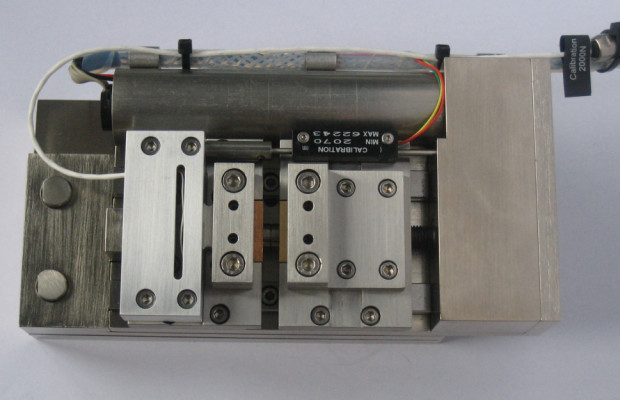 CALIBRATION
MIN 2070
MAX 62243
Calibration
2000N